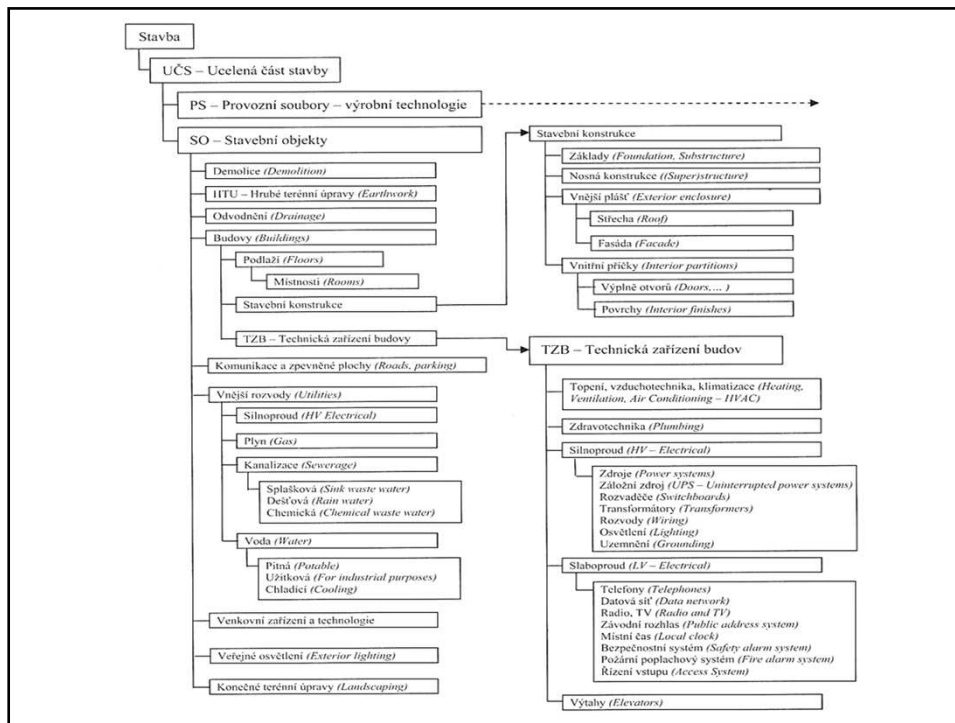 Stavba
UČS – Ucelená část stavby
PS – Provozní soubory – výrobní technologie
SO – Stavební objekty
Demolice (Demolition)
HTU – Hrubé terénní úpravy (Earthwork)
Odvodnění (Drainage)
Budovy (Buildings)
Podlaží (Floors)
Místnosti (Rooms)
Stavební konstrukce
TZB – Technická zařízení budovy
Komunikace a zpevněné plochy (Roads, parking)
Vnější rozvody (Utilities)
Silnoproud (HV Electrical)
Plyn (Gas)
Kanalizace (Sewerage)
Splašková (Sink waste water)
Dešťová (Rain water)
Chemická (Chemical waste water)
Voda (Water)
Pitná (Potable)
Užitková (For industrial purposes)
Chladící (Cooling)
Venkovní zařízení a technologie
Veřejné osvětlení (Exterior lighting)
Konečné terénní úpravy (Landscaping)
Stavební konstrukce
Základy (Foundation, Substructure)
Nosná konstrukce ((Super)structure)
Vnější plášť (Exterior enclosure)
Střecha (Roof)
Fasáda (Facade)
Vnitřní příčky (Interior partitions)
Výplně otvorů (Doors,... )
Povrchy (Interior finishes)
TZB – Technická zařízení budov
Topení, vzduchotechnika, klimatizace (Heating,
Ventilation, Air Conditioning – HVAC)
Zdravotechnika (Plumbing)
Silnoproud (HV – Electrical)
Zdroje (Power systems)
Záložní zdroj (UPS – Uninterrupted power systems)
Rozvaděče (Switchboards)
Transformátory (Transformers)
Rozvody (Wiring)
Osvětlení (Lighting)
Uzemnění (Grounding)
Slaboproud (LV – Electrical)
Telefony (Telephones)
Datová síť (Data network)
Radio, TV (Radio and TV)
Závodní rozhlas (Public address system)
Místní čas (Local clock)
Bezpečnostní systém (Safety alarm system)
Požární poplachový systém (Fire alarm system)
Řízení vstupu (Access System)
Výtahy (Elevators)